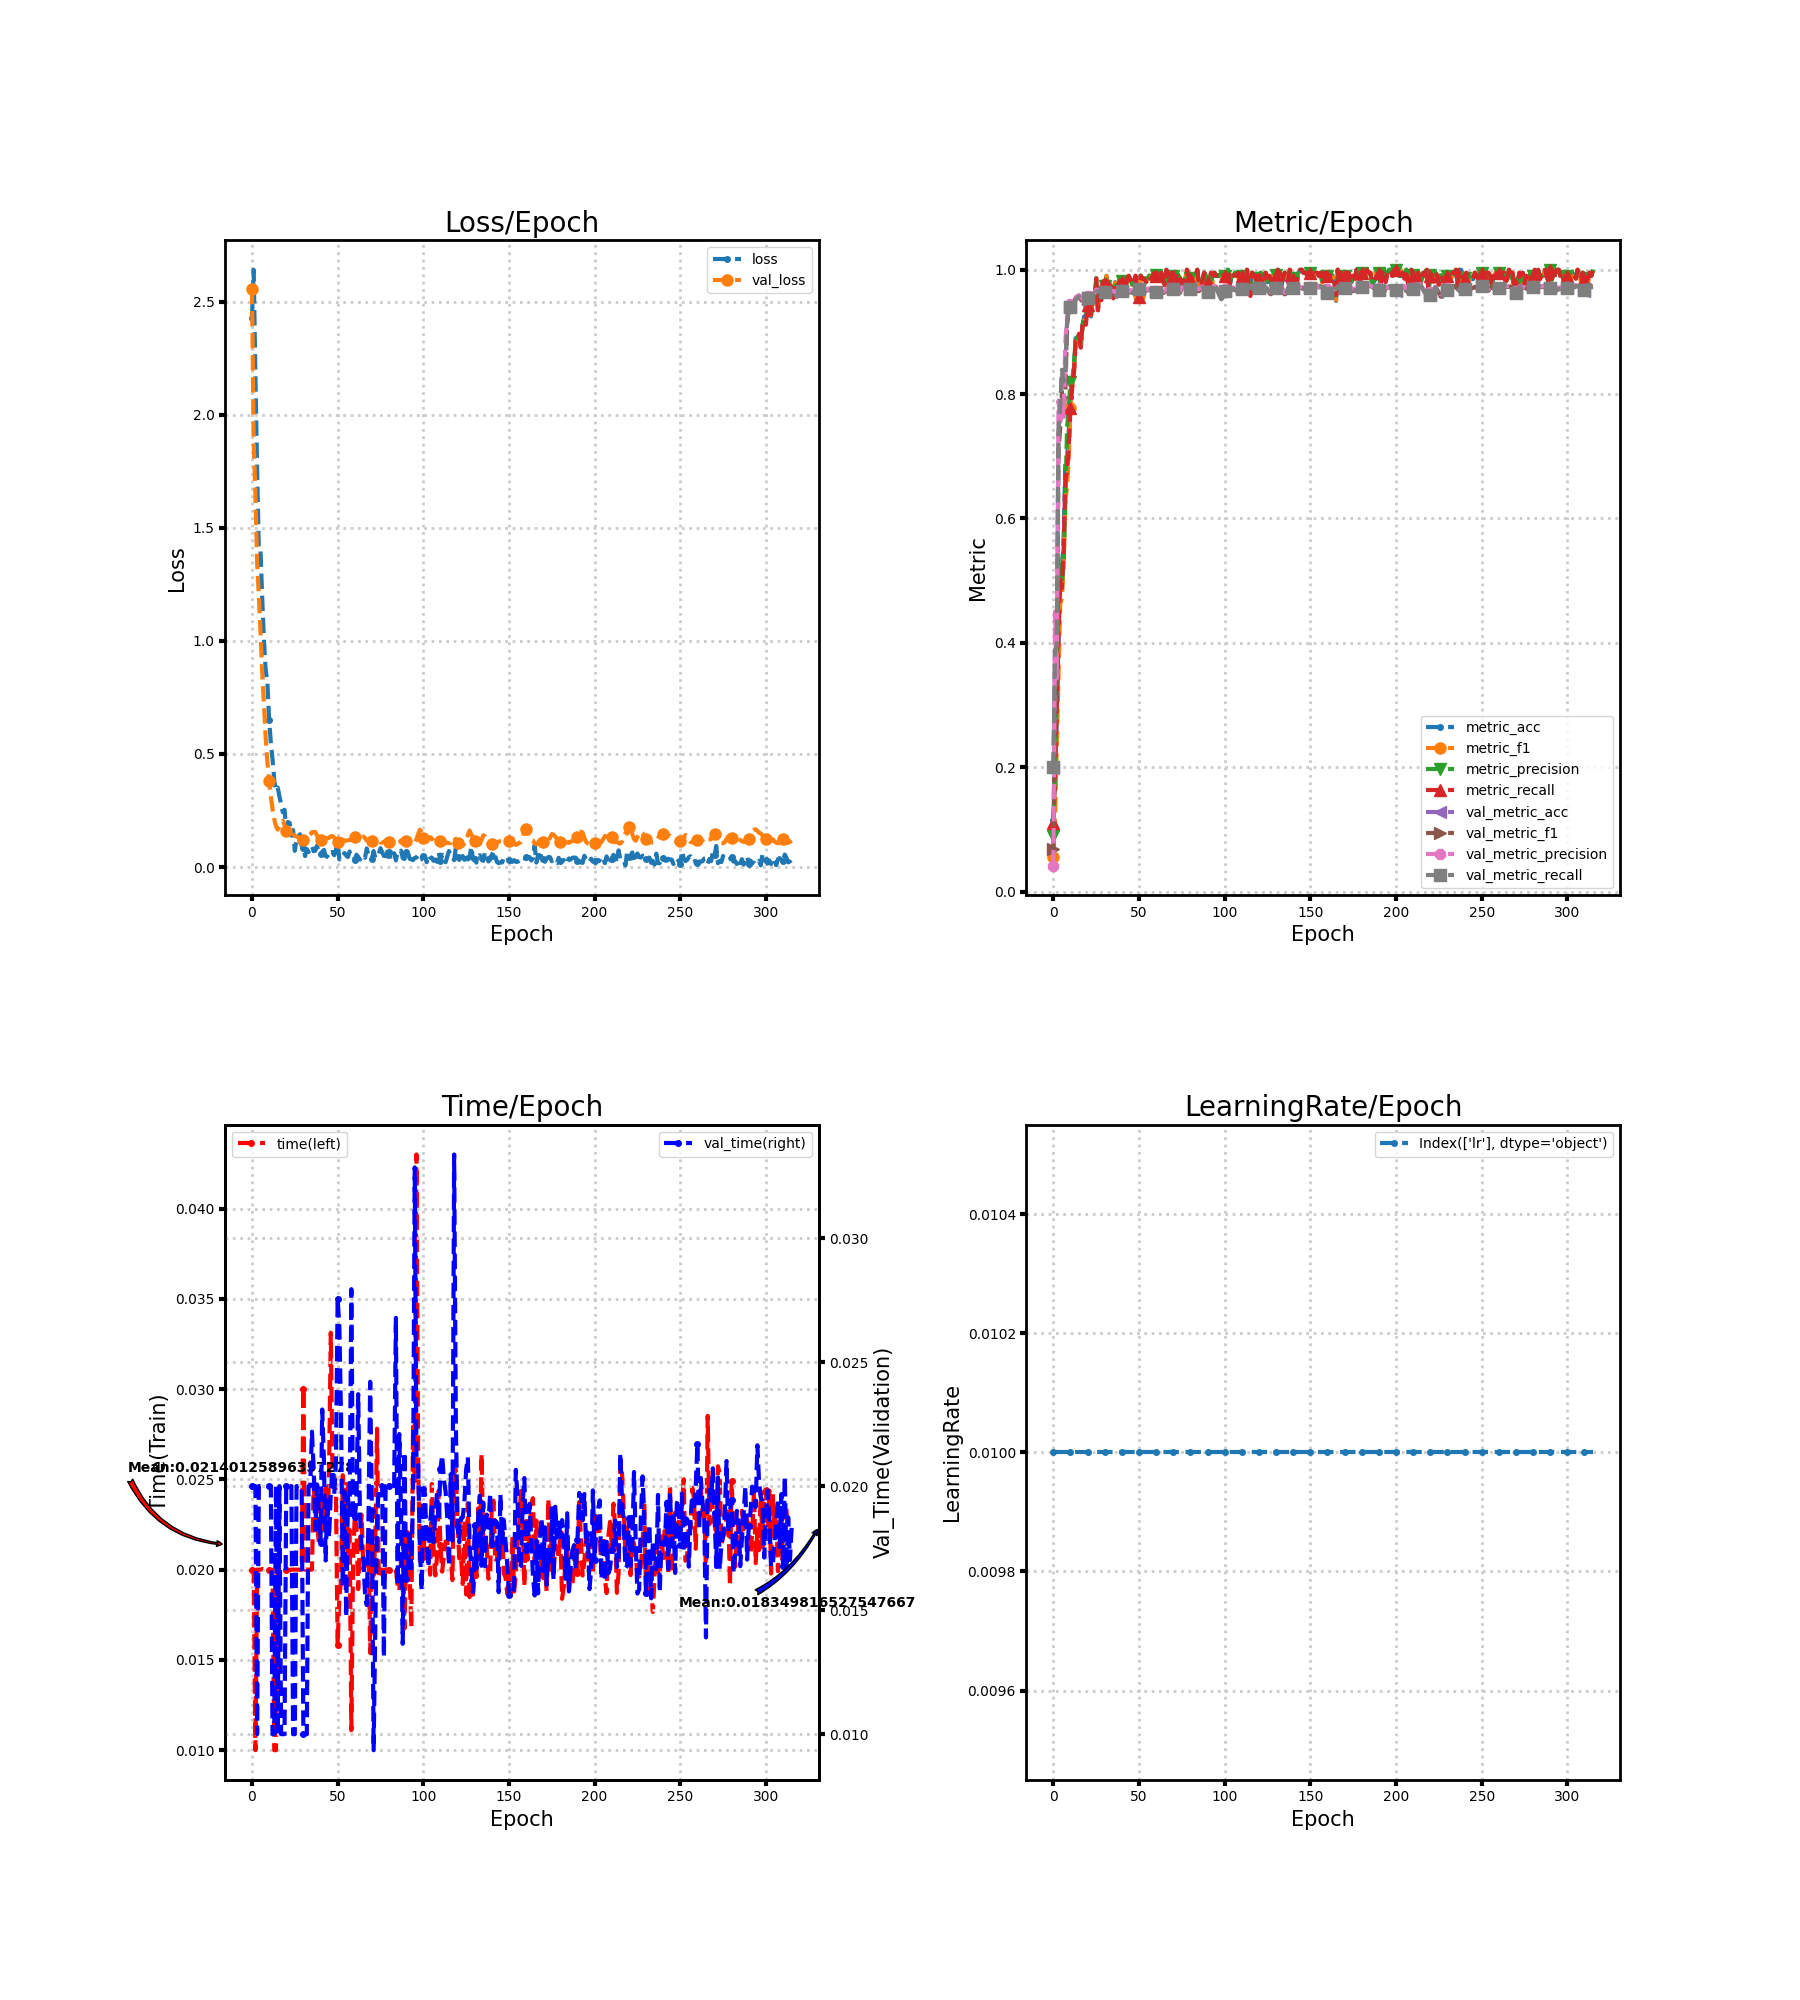 Loss/Epoch
loss
val_loss
2.5
2.0
1.5
1.0
0.5
0.0
Loss
0 50 100 150 200 250 300
Epoch
Metric/Epoch
1.0
0.8
0.6
0.4
0.2
0.0
Metric
metric_acc
metric_f1
metric_precision
metric_recall
val_metric_acc
val_metric_f1
val_metric_precision
val_metric_recall
0 50 100 150 200 250 300
Epoch
Time/Epoch
time(left)
val_time(right)
0.040
0.035
0.030
0.025
0.020
0.015
0.010
Time(Train)
0.030
0.025
0.020
0.015
0.010
Val_Time(Validation)
Mean:0.018349816527547667
0 50 100 150 200 250 300
Epoch
LearningRate/Epoch
Index(['lr'], dtype='object')
0.0104
0.0102
0.0100
0.0098
0.0096
LearningRate
0 50 100 150 200 250 300
Epoch